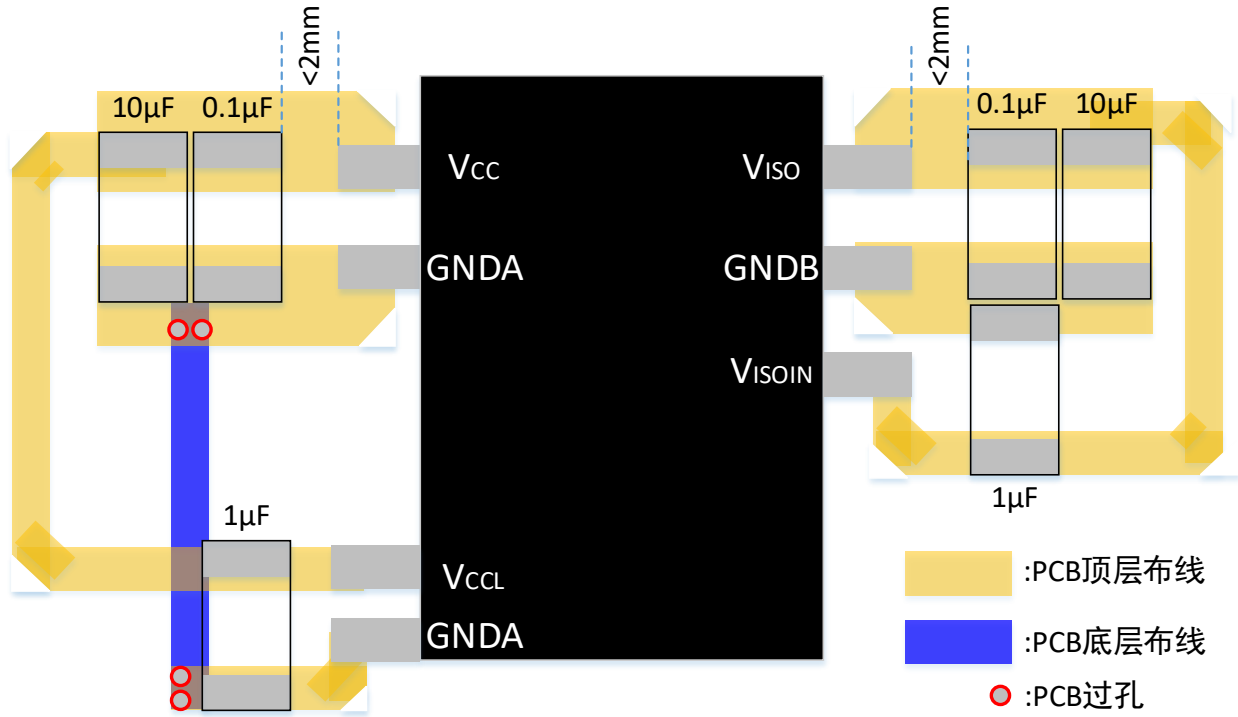 <2mm
<2mm
10μF
0.1μF
0.1μF
10μF
VCC
VISO
GNDA
GNDB
VISOIN
1μF
1μF
VCCL
GNDA
:PCB顶层布线
:PCB底层布线
:PCB过孔